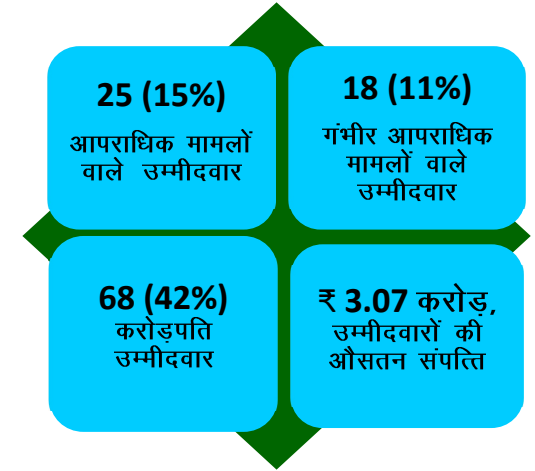 25 (15%)
आपराधिक मामलों
वाले उम्मीदवार
18 (11%)
गंभीर आपराधिक
मामलों वाले
उम्मीदवार
68 (42%)
करोड़पति
उम्मीदवार
₹ 3.07 करोड़,
उम्मीदवारों की
औसतन संपत्ति